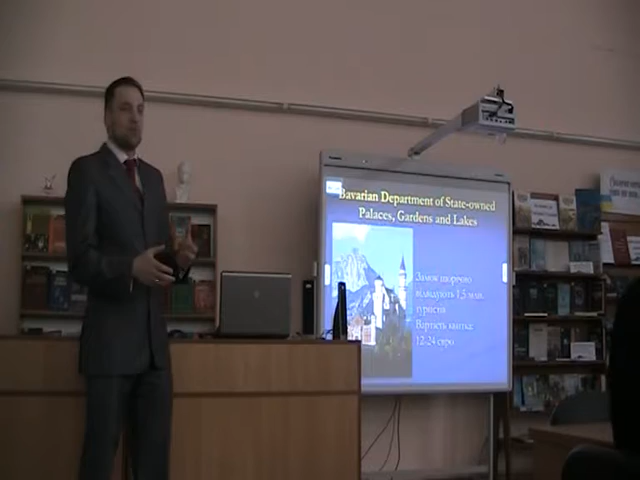 Bavarian Department of State-owned
Palaces, Gardens and Lakes
Замок щорічно
відвідують 1,5 млн.
туристів
Вартість квитка:
12-24 євро